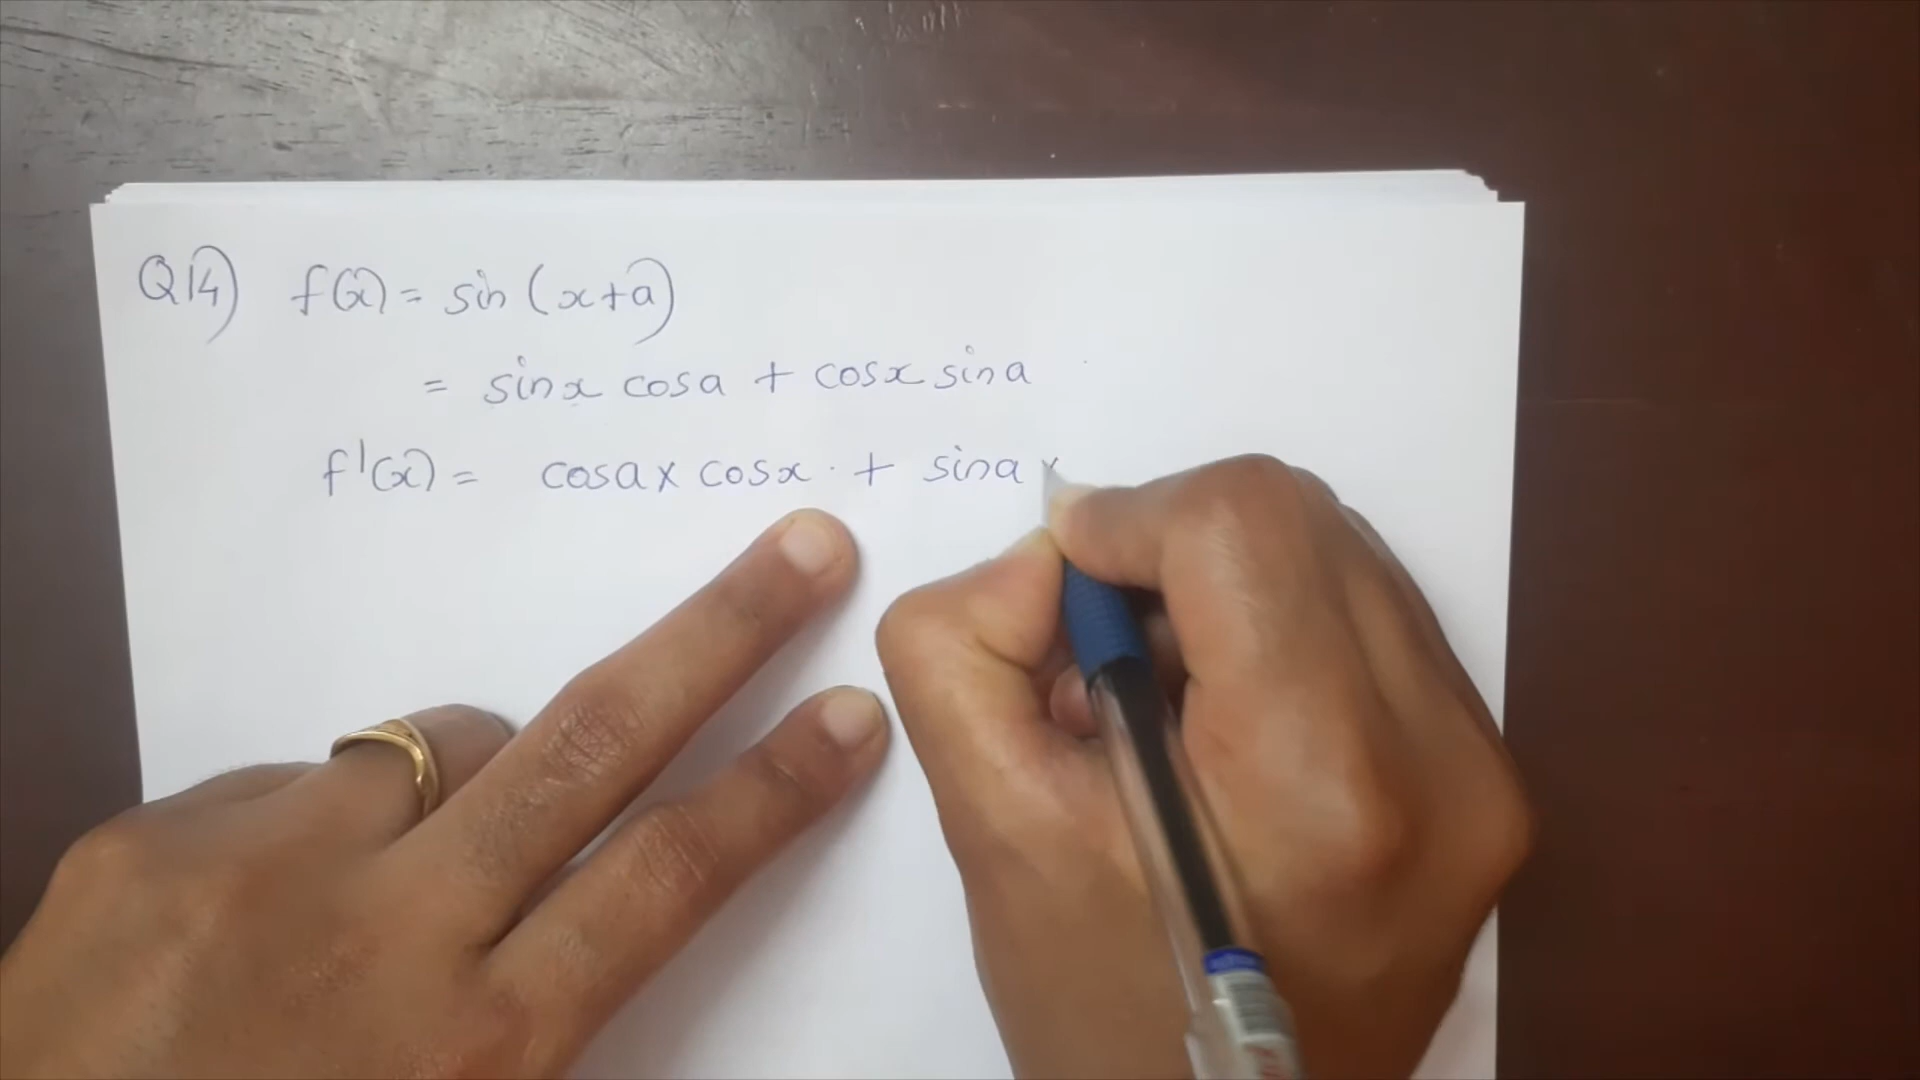 Q14) f(x) = sin (x+a)
= sinx cosa + cosx sina
f'(x) = cosa x cosx . + sina x